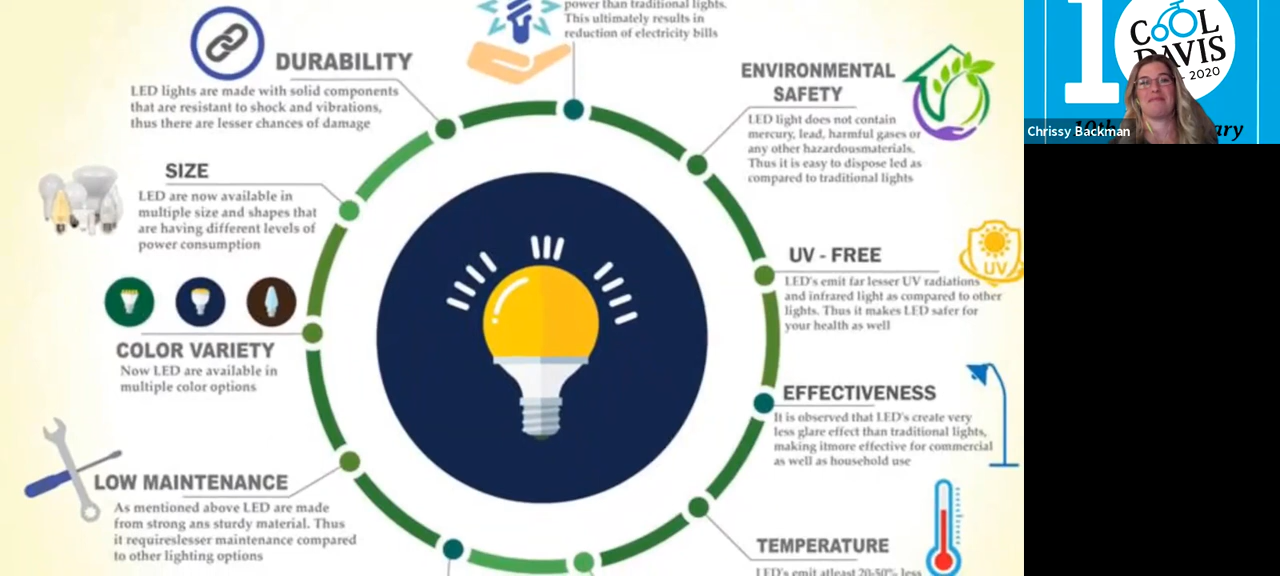 power than traditional lights.
This ultimately results in
reduction of electricity bills
DURABILITY
LED lights are made with solid components
that are resistant to shock and vibrations,
thus there are lesser chances of damage
ENVIRONMENTAL
SAFETY
LED light does not contain
mercury, lead, harmful gases or
any other hazardousmaterials.
Thus it is easy to dispose led as
compared to traditional lights
SIZE
LED are now available in
multiple size and shapes that
are having different levels of
power consumption
UV - FREE
UV
LED's emit far lesser UV radiations
and infrared light as compared to other
lights. Thus it makes LED safer for
your health as well
COLOR VARIETY
Now LED are available in
multiple color options
EFFECTIVENESS
It is observed that LED's create very
less glare effect than traditional lights,
making itmore effective for commercial
as well as household use
LOW MAINTENANCE
As mentioned above LED are made
from strong ans sturdy material. Thus
it requireslesser maintenance compared
to other lighting options
TEMPERATURE
LED's emit atleast 20-50% less
COOL
DAVIS
2020
Chrissy Backman